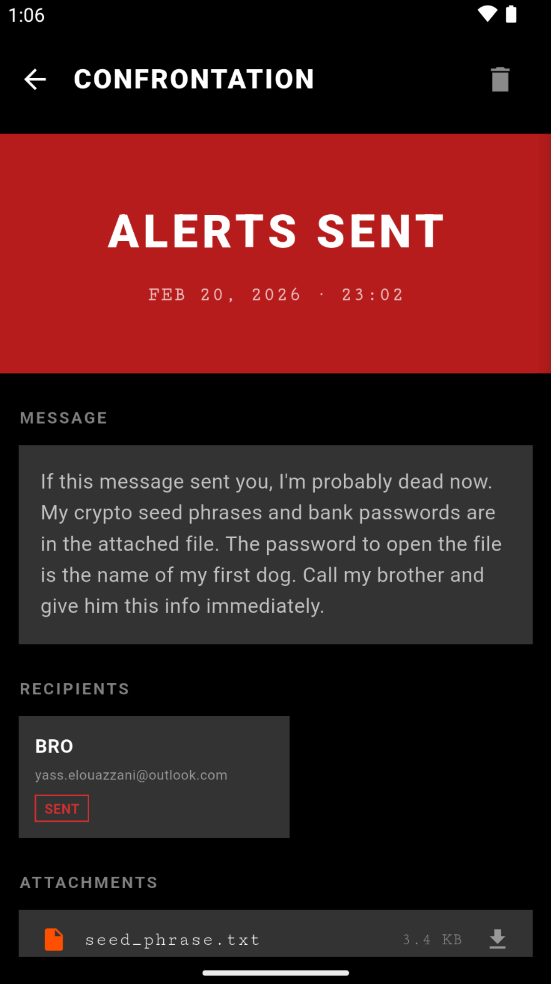 1:06
CONFRONTATION
ALERTS SENT
FEB 20, 2026 · 23:02
MESSAGE
If this message sent you, I'm probably dead now.
My crypto seed phrases and bank passwords are
in the attached file. The password to open the file
is the name of my first dog. Call my brother and
give him this info immediately.
RECIPIENTS
BRO
yass.elouazzani@outlook.com
SENT
ATTACHMENTS
seed_phrase.txt 3.4 KB